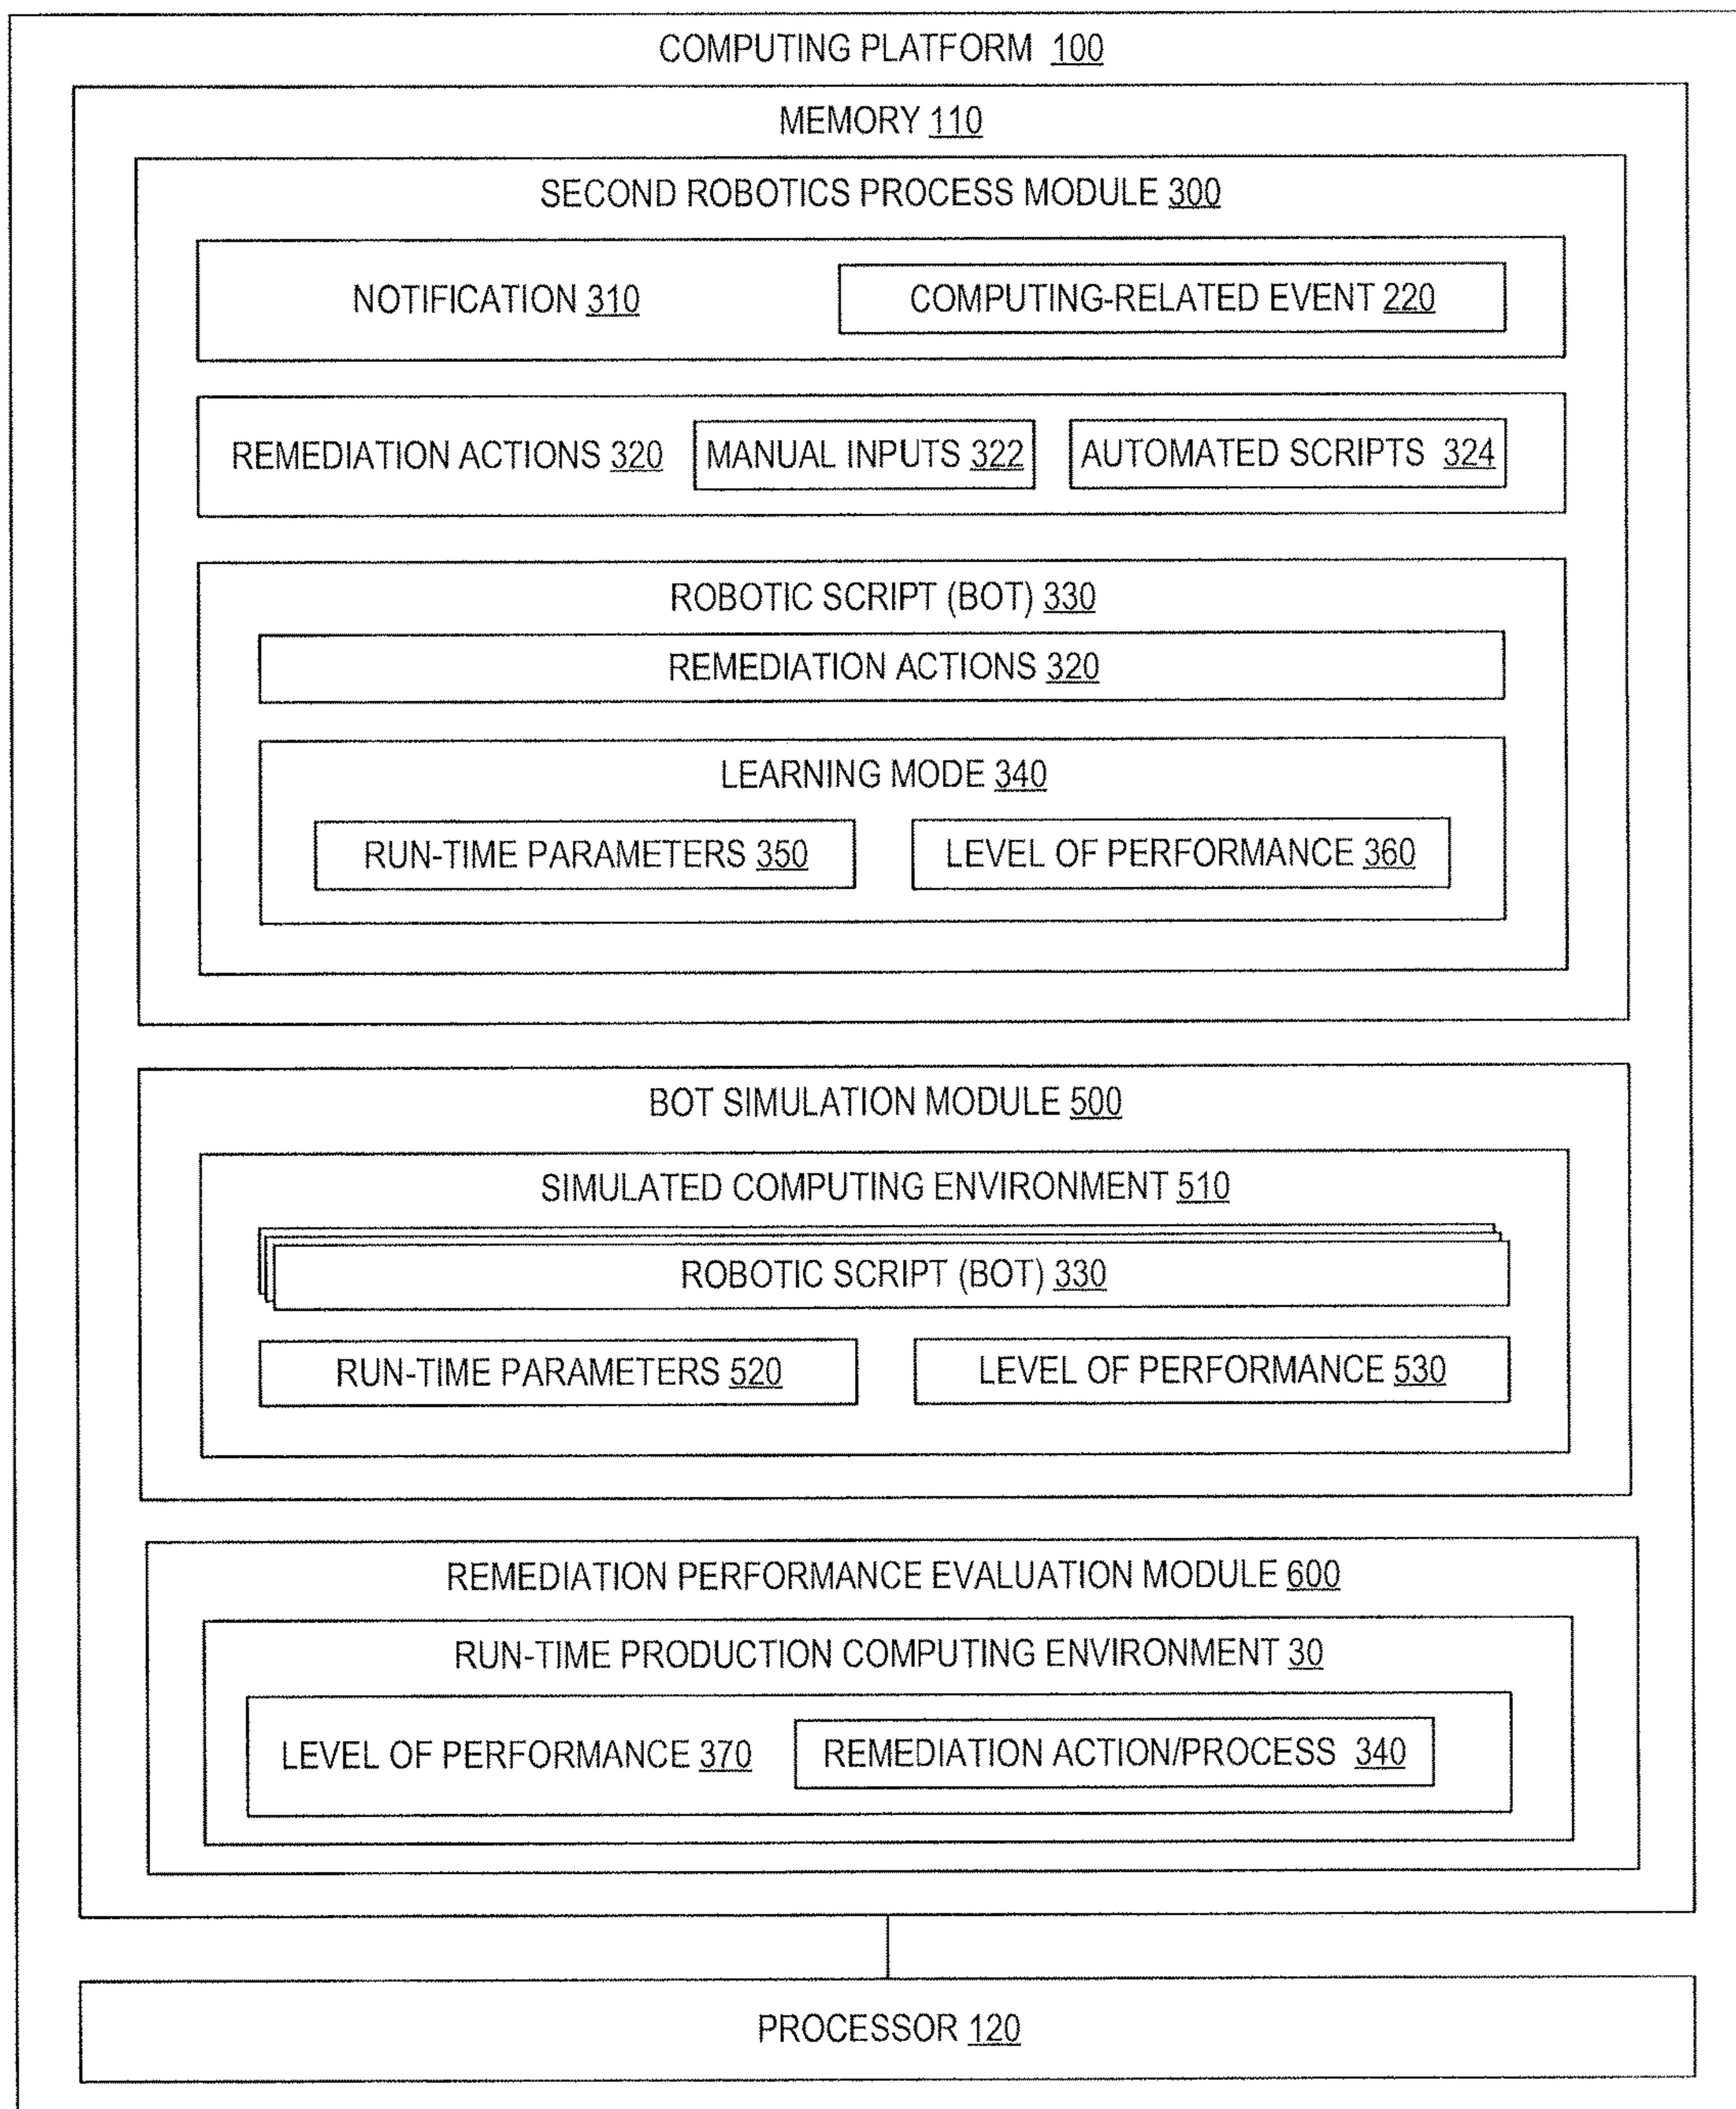 COMPUTING PLATFORM 100
MEMORY 110
SECOND ROBOTICS PROCESS MODULE 300
NOTIFICATION 310 COMPUTING-RELATED EVENT 220
REMEDIATION ACTIONS 320 MANUAL INPUTS 322 AUTOMATED SCRIPTS 324
ROBOTIC SCRIPT (BOT) 330
REMEDIATION ACTIONS 320
LEARNING MODE 340
RUN-TIME PARAMETERS 350 LEVEL OF PERFORMANCE 360
BOT SIMULATION MODULE 500
SIMULATED COMPUTING ENVIRONMENT 510
ROBOTIC SCRIPT (BOT) 330
RUN-TIME PARAMETERS 520 LEVEL OF PERFORMANCE 530
REMEDIATION PERFORMANCE EVALUATION MODULE 600
RUN-TIME PRODUCTION COMPUTING ENVIRONMENT 30
LEVEL OF PERFORMANCE 370 REMEDIATION ACTION/PROCESS 340
PROCESSOR 120